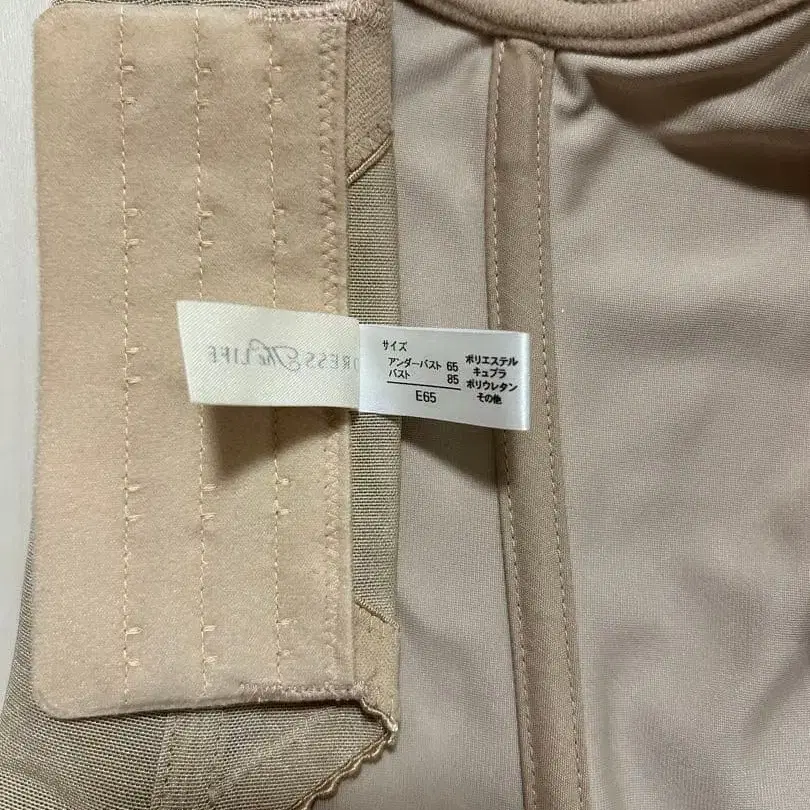 DRESS The LIFE
サイズ
アンダーバスト 65
バスト 85
E65
ポリエステル
キュプラ
ポリウレタン
その他